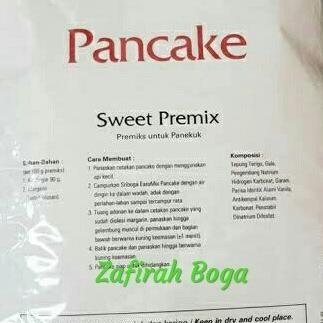 Pancake
Sweet Premix
Premiks untuk Panekuk
Cara Membuat :
1. Panaskan cetakan pancake dengan menggunakan
api kecil.
2. Campurkan Sriboga EasyMix Pancake dengan air
dingin ke dalam wadah, aduk dengan
perlahan-lahan sampai tercampur rata
3. Tuang adonan ke dalam cetakan pancake yang
sudah diolesi margarin, panaskan hingga
gelembung muncul di permukaan dan bagian
bawah berwarna kuning keemasan (±1 menit).
4. Balik pancake dan panaskan hingga berwarna
kuning keemasan.
5. Pancake siap dihidangkan.
Komposisi :
Tepung Terigu, Gula,
Pengembang Natrium
Hidrogen Karbonat, Garam,
Perisa Identik Alami Vanila,
Antikempal Kalsium
Karbonat, Penstabil
Dinatrium Difosfat.
Zafirah Boga
kering / Keep in dry and cool place.